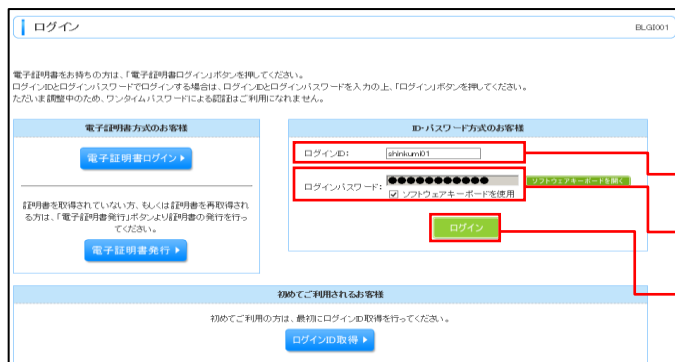 ログイン
BLGI001
電子証明書をお持ちの方は、「電子証明書ログイン」ボタンを押してください。
ログインIDとログインパスワードでログインする場合は、ログインIDとログインパスワードを入力の上、「ログイン」ボタンを押してください。
ただいま調整中のため、ワンタイムパスワードによる認証はご利用になれません。
電子証明書方式のお客様
電子証明書ログイン
証明書を取得されていない方、もしくは証明書を再取得され
る方は、「電子証明書発行」ボタンより証明書の発行を行っ
てください。
電子証明書発行
ID・パスワード方式のお客様
ログインID:
shinkumi01
ログインパスワード:
●●●●●●●●●●●
ソフトウェアキーボードを開く
ソフトウェアキーボードを使用
ログイン
初めてご利用されるお客様
初めてご利用の方は、最初にログインID取得を行ってください。
ログインID取得